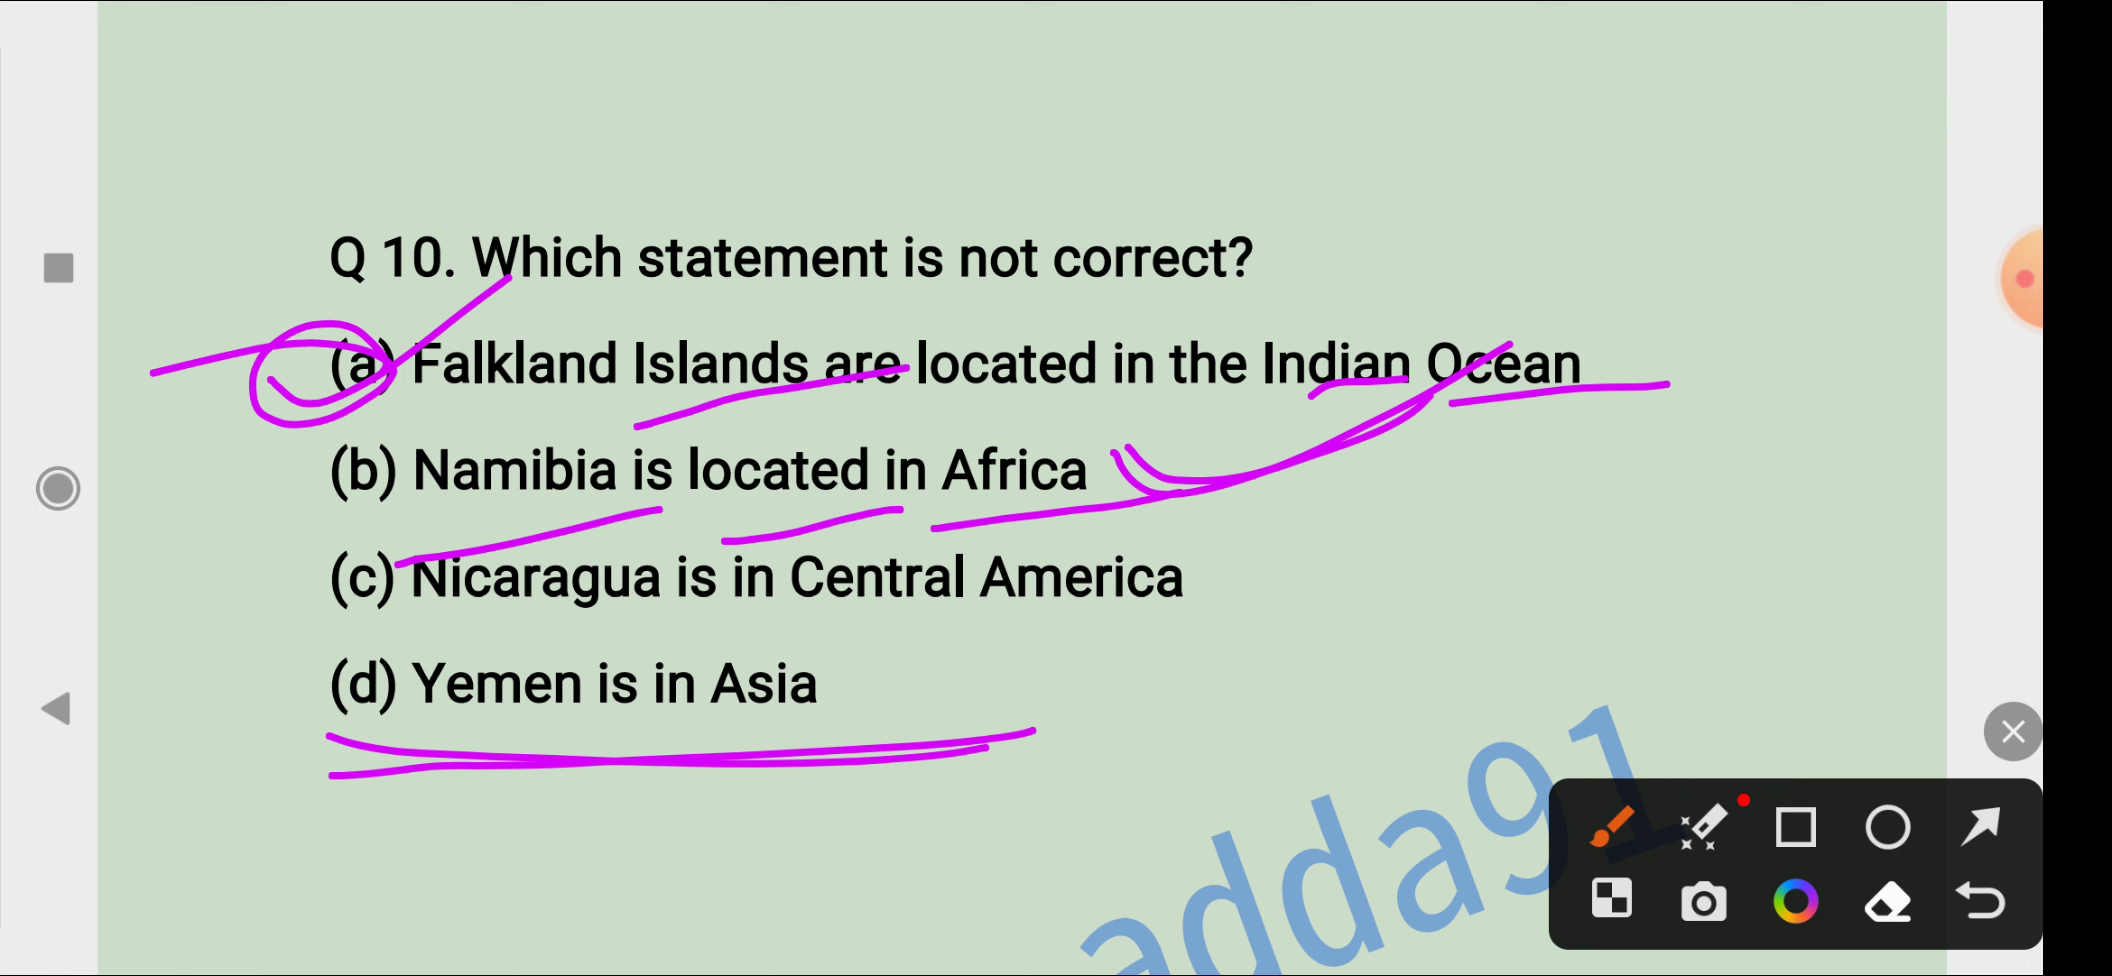 Q 10. Which statement is not correct?
(a) Falkland Islands are located in the Indian Ocean
(b) Namibia is located in Africa
(c) Nicaragua is in Central America
(d) Yemen is in Asia
adda91